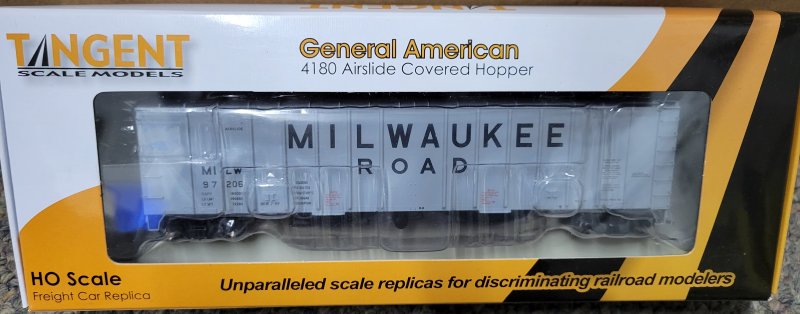 TANGENT
SCALE MODELS
General American
4180 Airslide Covered Hopper
AIRSLIDE
MILWAUKEE
ROAD
MILW
97206
HO Scale
Freight Car Replica
Unparalleled scale replicas for discriminating railroad modelers